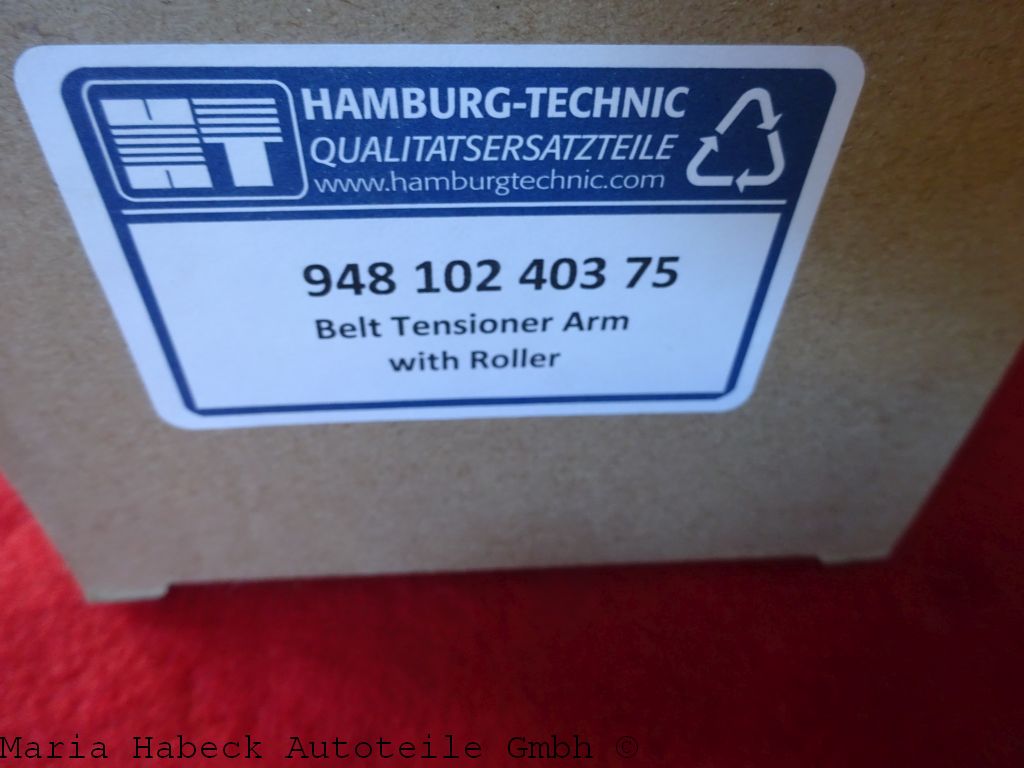 HT
HAMBURG-TECHNIC
QUALITATSERSATZTEILE
www.hamburgtechnic.com
948 102 403 75
Belt Tensioner Arm
with Roller
Maria Habeck Autoteile Gmbh ©